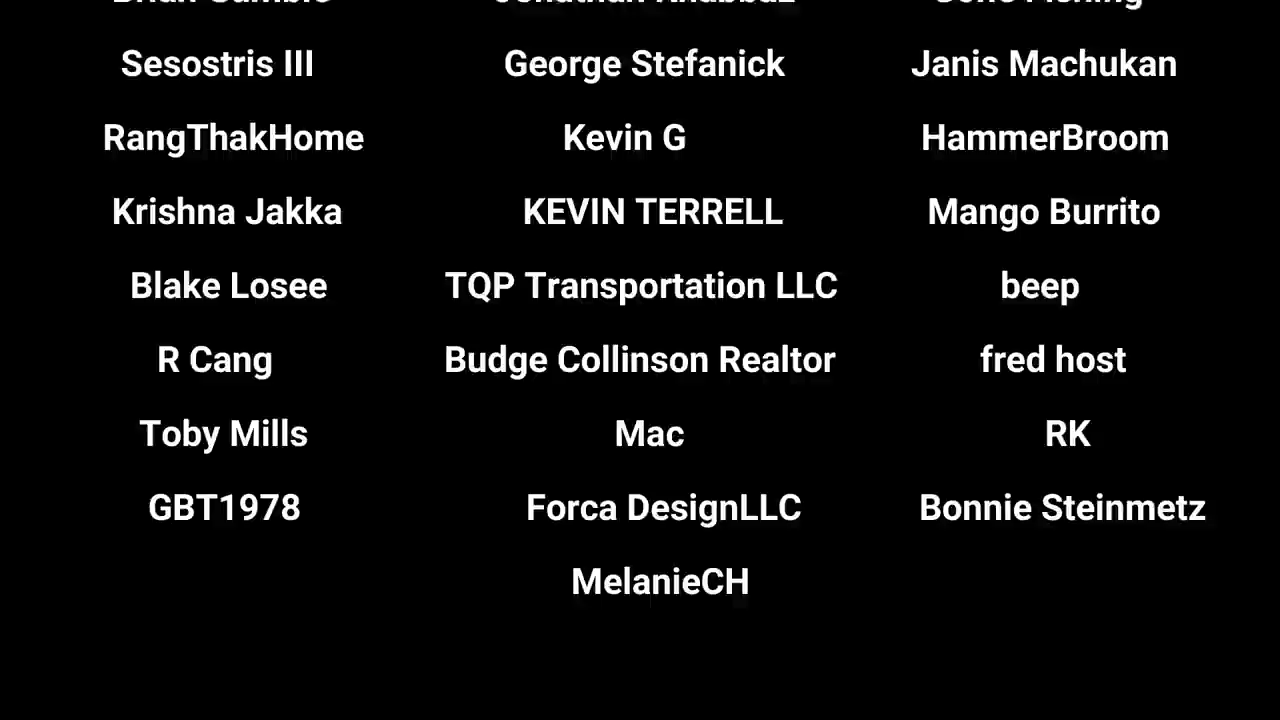 Sesostris III George Stefanick Janis Machukan
RangThakHome Kevin G HammerBroom
Krishna Jakka KEVIN TERRELL Mango Burrito
Blake Losee TQP Transportation LLC beep
R Cang Budge Collinson Realtor fred host
Toby Mills Mac RK
GBT1978 Forca DesignLLC Bonnie Steinmetz
MelanieCH